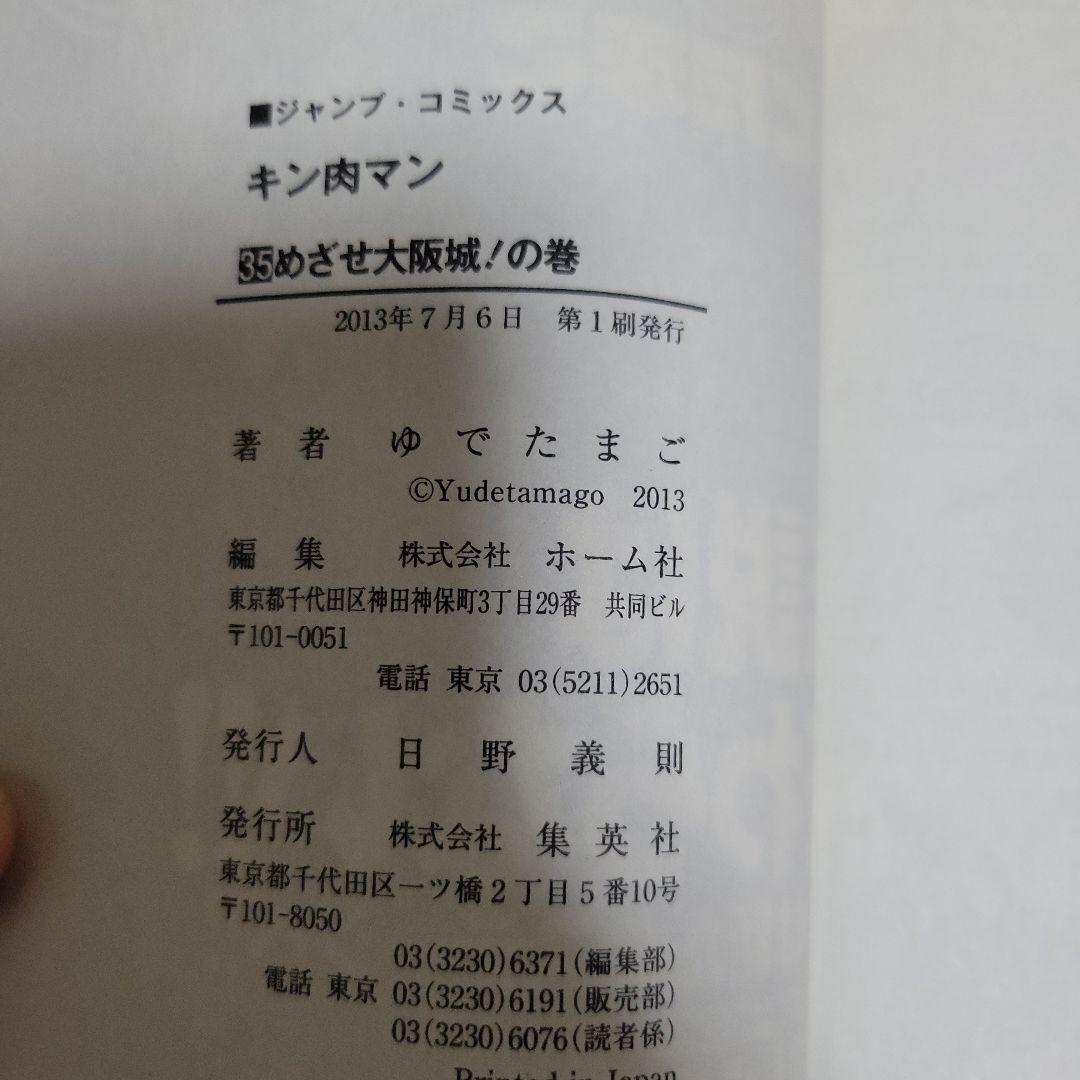 ■ジャンプ・コミックス
キン肉マン
35めざせ大阪城!の巻
2013年7月6日 第1刷発行
著者 ゆでたまご
©Yudetamago 2013
編集 株式会社 ホーム社
東京都千代田区神田神保町3丁目29番 共同ビル
〒101-0051
電話 東京 03(5211)2651
発行人 日野義則
発行所 株式会社 集英社
東京都千代田区一ツ橋2丁目5番10号
〒101-8050
03(3230)6371(編集部)
電話 東京 03(3230)6191(販売部)
03(3230)6076(読者係)
Printed in Japan